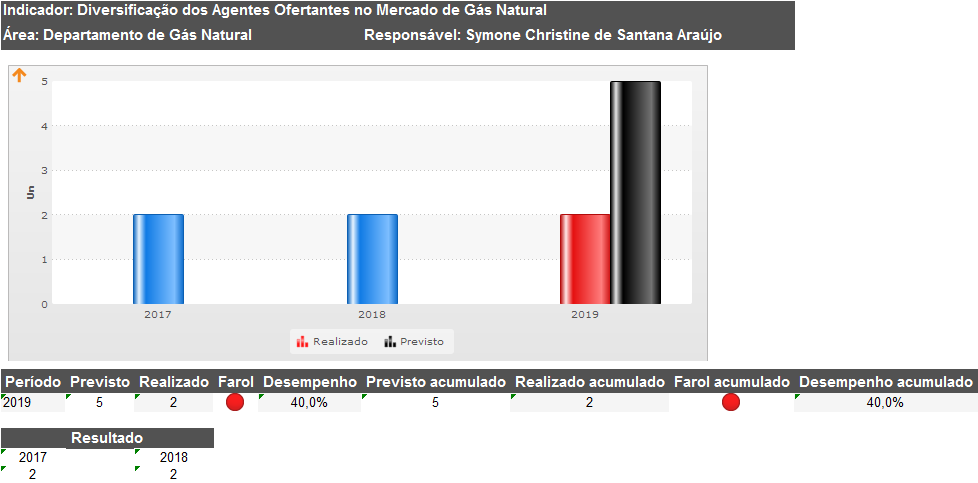 Indicador: Diversificação dos Agentes Ofertantes no Mercado de Gás Natural
Área: Departamento de Gás Natural Responsável: Symone Christine de Santana Araújo
5
4
3
2
1
0
Un
2017 2018 2019
Realizado Previsto
Período Previsto Realizado Farol Desempenho Previsto acumulado Realizado acumulado Farol acumulado Desempenho acumulado
2019 5 2 40,0% 5 2 40,0%
Resultado
2017 2018
2 2